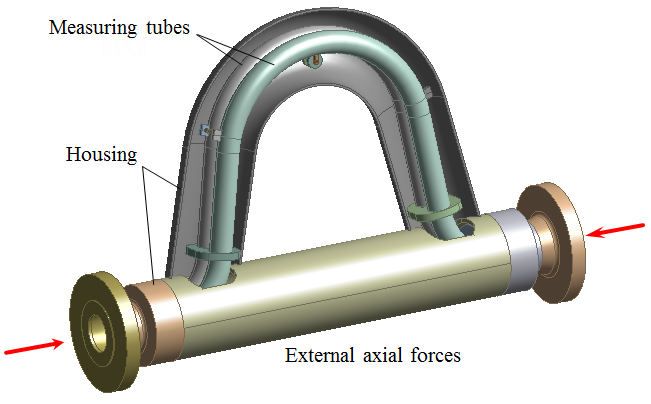 Measuring tubes
Housing
External axial forces